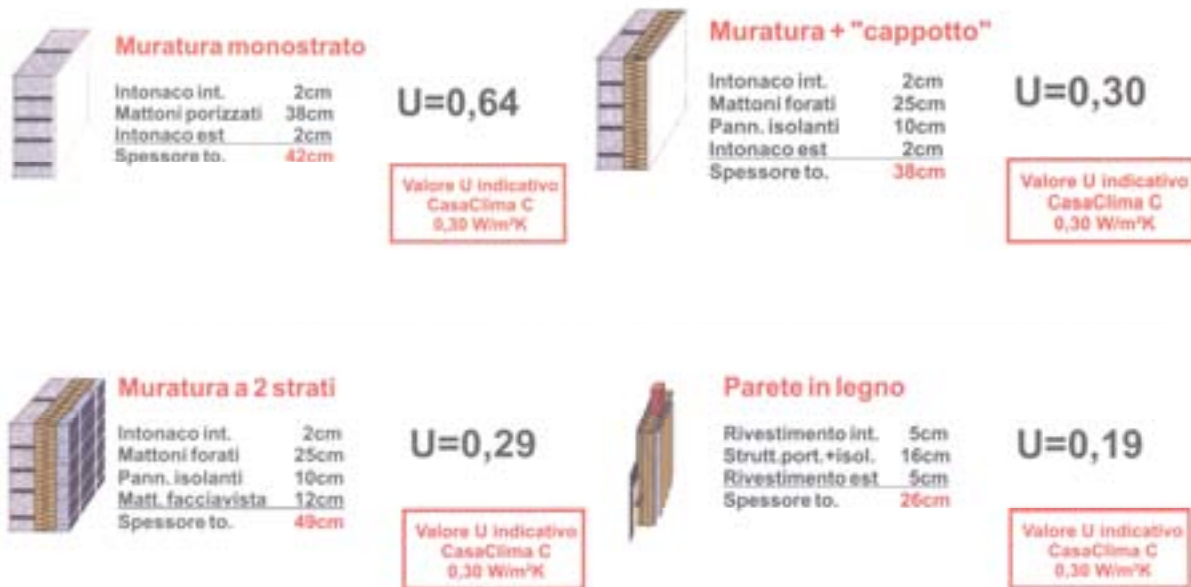 Muratura monostrato
Intonaco int. 2cm
Mattoni porizzati 38cm
Intonaco est 2cm
Spessore to. 42cm
U=0,64
Valore U indicativo
CasaClima C
0,30 W/m²K
Muratura + "cappotto"
Intonaco int. 2cm
Mattoni forati 25cm
Pann. isolanti 10cm
Intonaco est 2cm
Spessore to. 38cm
U=0,30
Valore U indicativo
CasaClima C
0,30 W/m²K
Muratura a 2 strati
Intonaco int. 2cm
Mattoni forati 25cm
Pann. isolanti 10cm
Matt. facciavista 12cm
Spessore to. 49cm
U=0,29
Valore U indicativo
CasaClima C
0,30 W/m²K
Parete in legno
Rivestimento int. 5cm
Strutt.port.+isol. 16cm
Rivestimento est 5cm
Spessore to. 26cm
U=0,19
Valore U indicativo
CasaClima C
0,30 W/m²K